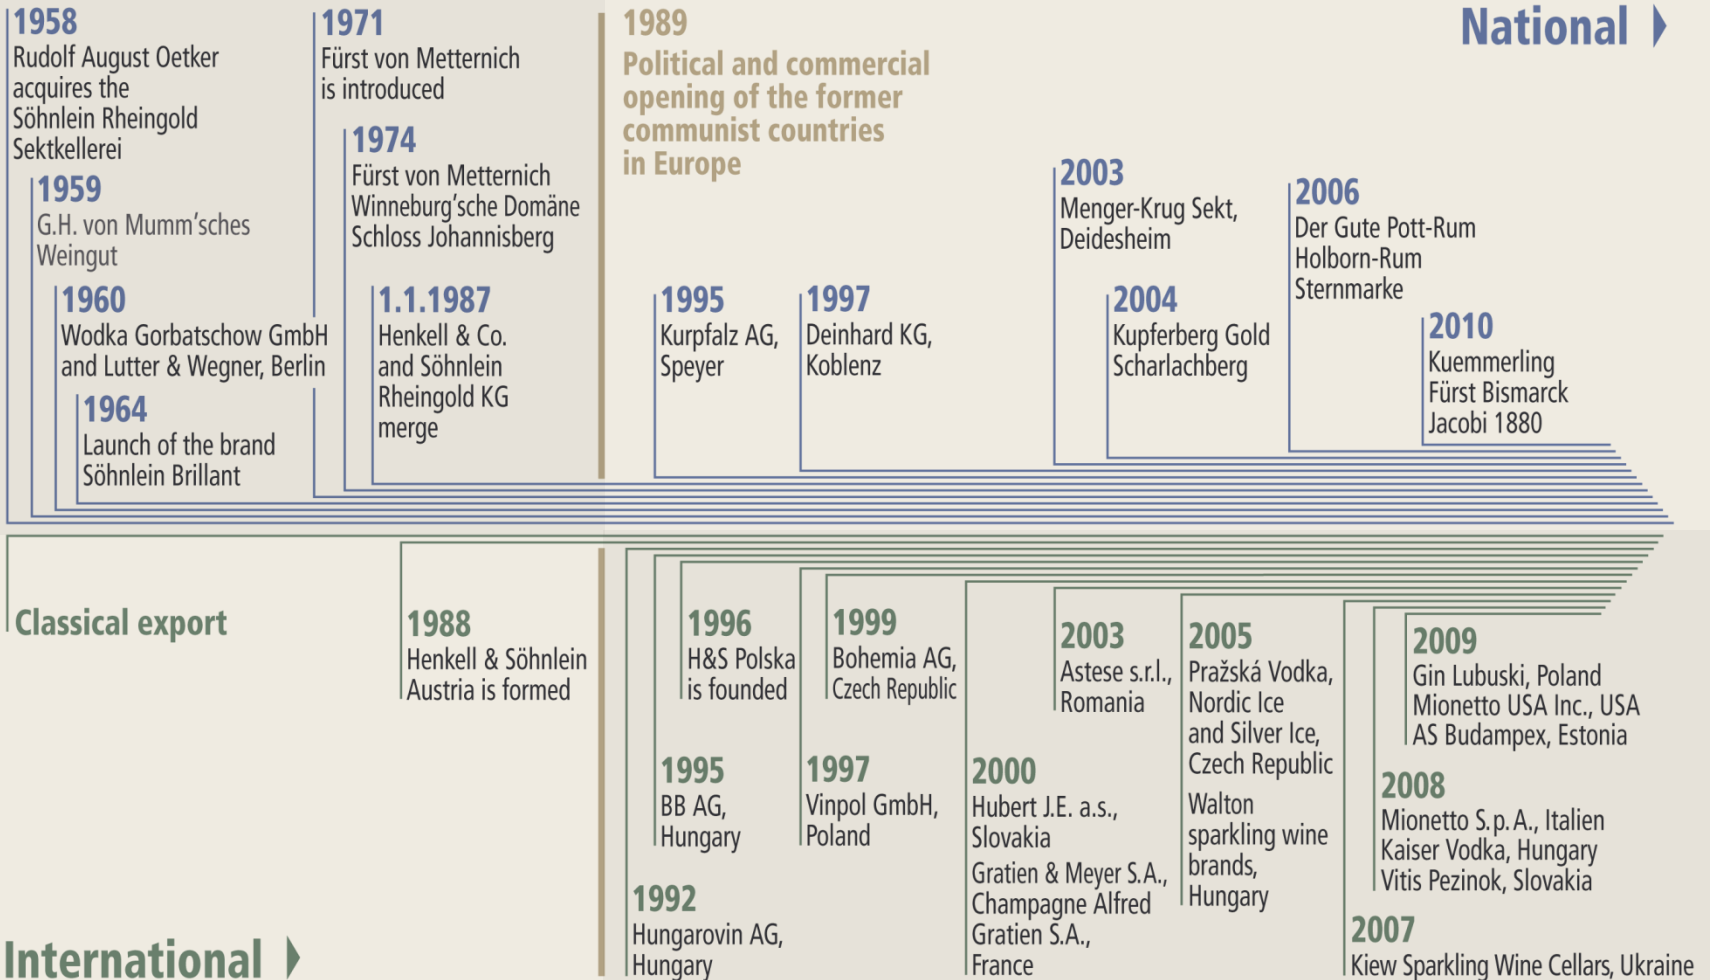 1958
Rudolf August Oetker
acquires the
Söhnlein Rheingold
Sektkellerei
1959
G.H. von Mumm'sches
Weingut
1960
Wodka Gorbatschow GmbH
and Lutter & Wegner, Berlin
1964
Launch of the brand
Söhnlein Brillant
1971
Fürst von Metternich
is introduced
1974
Fürst von Metternich
Winneburg'sche Domäne
Schloss Johannisberg
1.1.1987
Henkell & Co.
and Söhnlein
Rheingold KG
merge
1989
Political and commercial
opening of the former
communist countries
in Europe
National
1995
Kurpfalz AG,
Speyer
1997
Deinhard KG,
Koblenz
2003
Menger-Krug Sekt,
Deidesheim
2004
Kupferberg Gold
Scharlachberg
2006
Der Gute Pott-Rum
Holborn-Rum
Sternmarke
2010
Kuemmerling
Fürst Bismarck
Jacobi 1880
Classical export
1988
Henkell & Söhnlein
Austria is formed
1992
Hungarovin AG,
Hungary
1995
BB AG,
Hungary
1996
H&S Polska
is founded
1997
Vinpol GmbH,
Poland
1999
Bohemia AG,
Czech Republic
2000
Hubert J.E. a.s.,
Slovakia
Gratien & Meyer S.A.,
Champagne Alfred
Gratien S.A.,
France
2003
Astese s.r.l.,
Romania
2005
Pražská Vodka,
Nordic Ice
and Silver Ice,
Czech Republic
Walton
sparkling wine
brands,
Hungary
2007
Kiew Sparkling Wine Cellars, Ukraine
2008
Mionetto S.p.A., Italien
Kaiser Vodka, Hungary
Vitis Pezinok, Slovakia
2009
Gin Lubuski, Poland
Mionetto USA Inc., USA
AS Budampex, Estonia
International